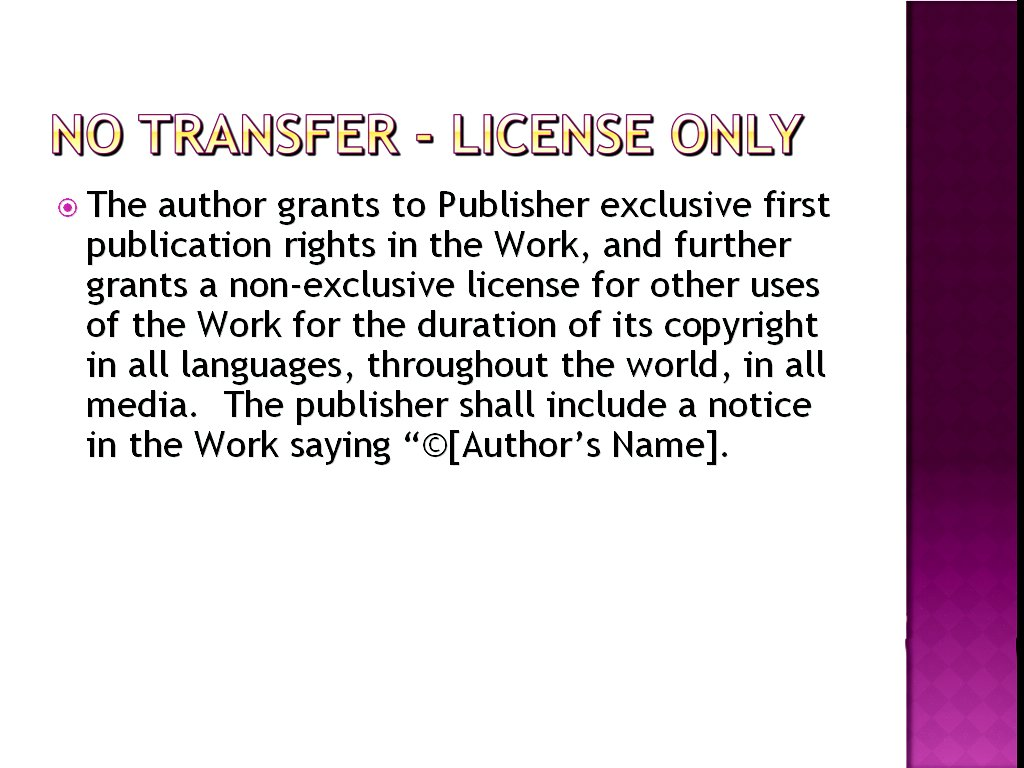 NO TRANSFER - LICENSE ONLY
The author grants to Publisher exclusive first
publication rights in the Work, and further
grants a non-exclusive license for other uses
of the Work for the duration of its copyright
in all languages, throughout the world, in all
media.  The publisher shall include a notice
in the Work saying “©[Author’s Name].